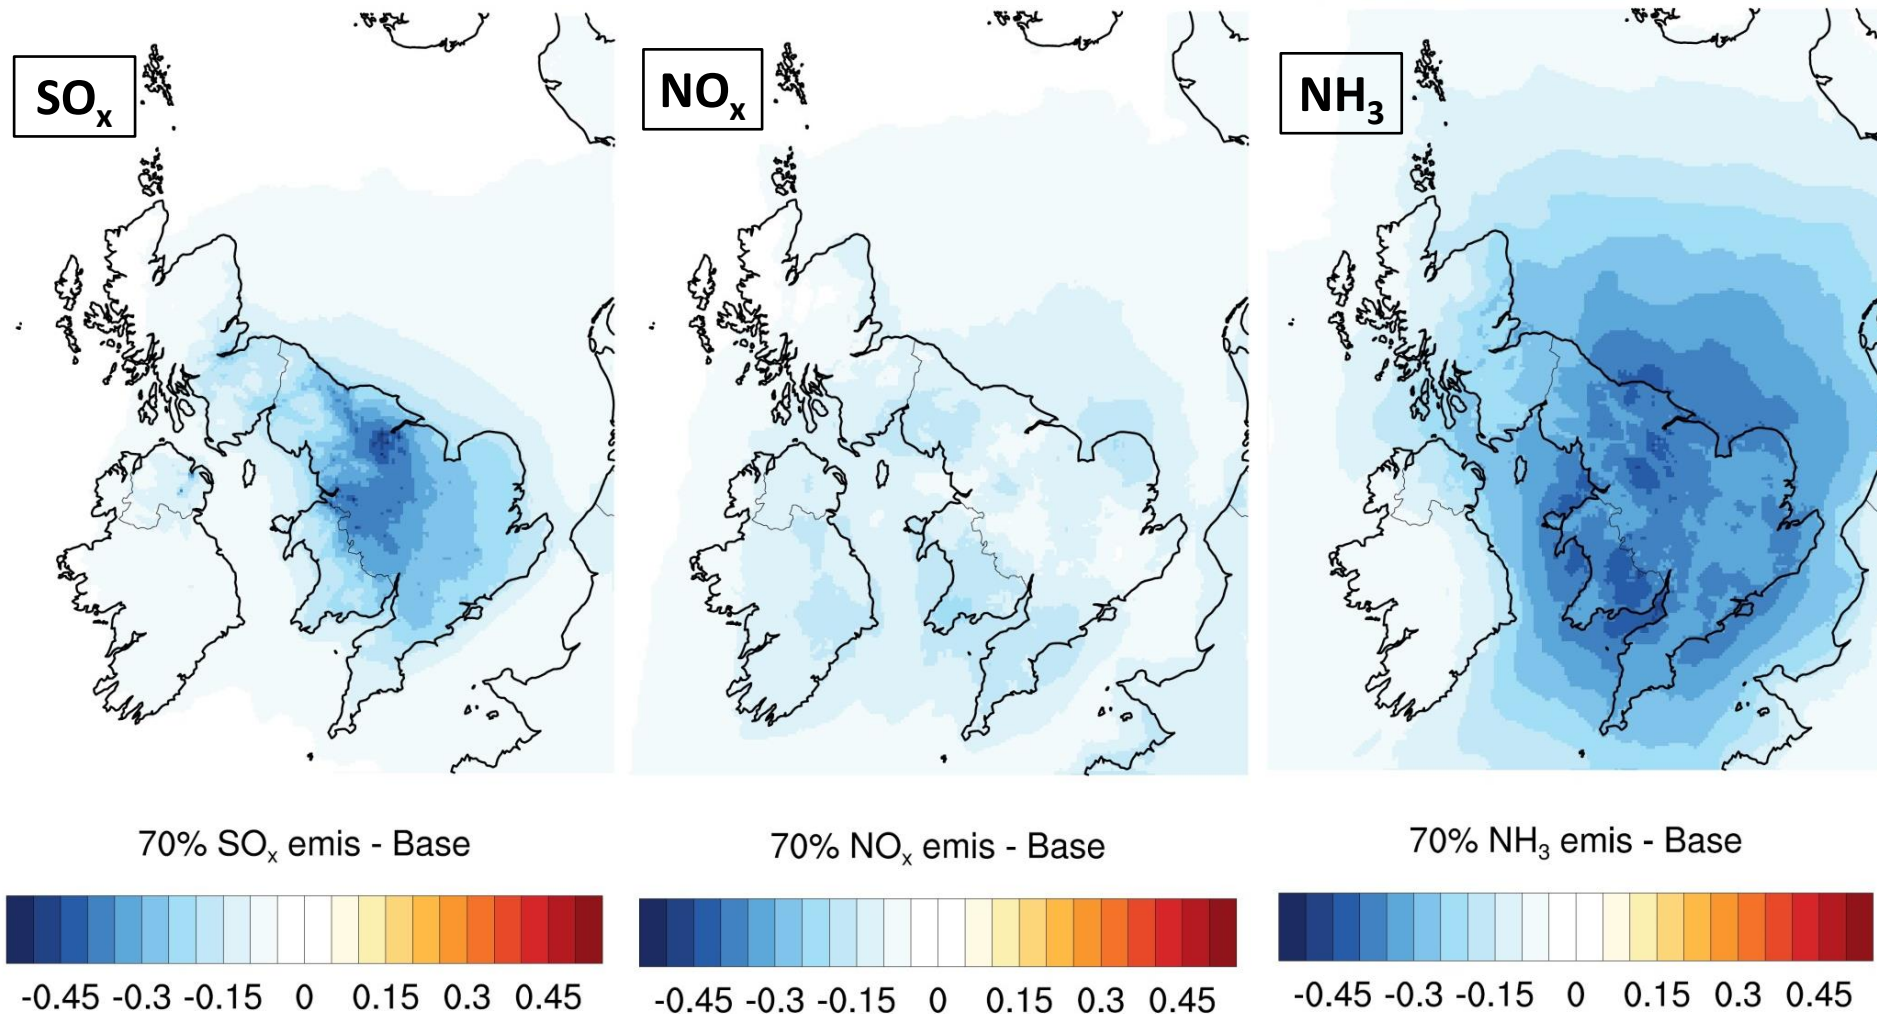 SOₓ
NOₓ
NH₃
70% SOₓ emis - Base
70% NOₓ emis - Base
70% NH₃ emis - Base
-0.45 -0.3 -0.15 0 0.15 0.3 0.45
-0.45 -0.3 -0.15 0 0.15 0.3 0.45
-0.45 -0.3 -0.15 0 0.15 0.3 0.45